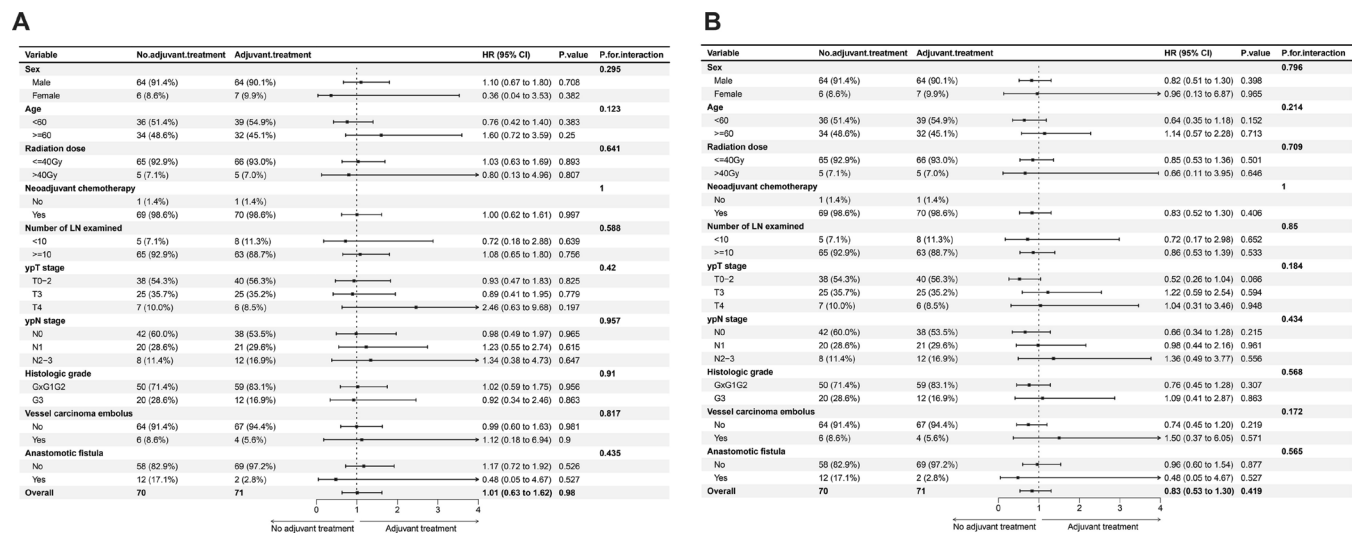 A
Variable No.adjuvant.treatment Adjuvant.treatment HR (95% CI) P.value P.for.interaction
Sex 0.295
Male 64 (91.4%) 64 (90.1%) 1.10 (0.67 to 1.80) 0.708
Female 6 (8.6%) 7 (9.9%) 0.36 (0.04 to 3.53) 0.382
Age 0.123
<60 36 (51.4%) 39 (54.9%) 0.76 (0.42 to 1.40) 0.383
>=60 34 (48.6%) 32 (45.1%) 1.60 (0.72 to 3.59) 0.25
Radiation dose 0.641
<=40Gy 65 (92.9%) 66 (93.0%) 1.03 (0.63 to 1.69) 0.893
>40Gy 5 (7.1%) 5 (7.0%) 0.80 (0.13 to 4.96) 0.807
Neoadjuvant chemotherapy 1
No 1 (1.4%) 1 (1.4%)
Yes 69 (98.6%) 70 (98.6%) 1.00 (0.62 to 1.61) 0.997
Number of LN examined 0.588
<10 5 (7.1%) 8 (11.3%) 0.72 (0.18 to 2.88) 0.639
>=10 65 (92.9%) 63 (88.7%) 1.08 (0.65 to 1.80) 0.756
ypT stage 0.42
T0−2 38 (54.3%) 40 (56.3%) 0.93 (0.47 to 1.83) 0.825
T3 25 (35.7%) 25 (35.2%) 0.89 (0.41 to 1.95) 0.779
T4 7 (10.0%) 6 (8.5%) 2.46 (0.63 to 9.68) 0.197
ypN stage 0.957
N0 42 (60.0%) 38 (53.5%) 0.98 (0.49 to 1.97) 0.965
N1 20 (28.6%) 21 (29.6%) 1.23 (0.55 to 2.74) 0.615
N2−3 8 (11.4%) 12 (16.9%) 1.34 (0.38 to 4.73) 0.647
Histologic grade 0.91
GxG1G2 50 (71.4%) 59 (83.1%) 1.02 (0.59 to 1.75) 0.956
G3 20 (28.6%) 12 (16.9%) 0.92 (0.34 to 2.46) 0.863
Vessel carcinoma embolus 0.817
No 64 (91.4%) 67 (94.4%) 0.99 (0.60 to 1.63) 0.981
Yes 6 (8.6%) 4 (5.6%) 1.12 (0.18 to 6.94) 0.9
Anastomotic fistula 0.435
No 58 (82.9%) 69 (97.2%) 1.17 (0.72 to 1.92) 0.526
Yes 12 (17.1%) 2 (2.8%) 0.48 (0.05 to 4.67) 0.527
Overall 70 71 1.01 (0.63 to 1.62) 0.98
0 1 2 3 4
No adjuvant treatment Adjuvant treatment
B
Variable No.adjuvant.treatment Adjuvant.treatment HR (95% CI) P.value P.for.interaction
Sex 0.796
Male 64 (91.4%) 64 (90.1%) 0.82 (0.51 to 1.30) 0.398
Female 6 (8.6%) 7 (9.9%) 0.96 (0.13 to 6.87) 0.965
Age 0.214
<60 36 (51.4%) 39 (54.9%) 0.64 (0.35 to 1.18) 0.152
>=60 34 (48.6%) 32 (45.1%) 1.14 (0.57 to 2.28) 0.713
Radiation dose 0.709
<=40Gy 65 (92.9%) 66 (93.0%) 0.85 (0.53 to 1.36) 0.501
>40Gy 5 (7.1%) 5 (7.0%) 0.66 (0.11 to 3.95) 0.646
Neoadjuvant chemotherapy 1
No 1 (1.4%) 1 (1.4%)
Yes 69 (98.6%) 70 (98.6%) 0.83 (0.52 to 1.30) 0.406
Number of LN examined 0.85
<10 5 (7.1%) 8 (11.3%) 0.72 (0.17 to 2.98) 0.652
>=10 65 (92.9%) 63 (88.7%) 0.86 (0.53 to 1.39) 0.533
ypT stage 0.184
T0−2 38 (54.3%) 40 (56.3%) 0.52 (0.26 to 1.04) 0.066
T3 25 (35.7%) 25 (35.2%) 1.22 (0.59 to 2.54) 0.594
T4 7 (10.0%) 6 (8.5%) 1.04 (0.31 to 3.46) 0.948
ypN stage 0.434
N0 42 (60.0%) 38 (53.5%) 0.66 (0.34 to 1.28) 0.215
N1 20 (28.6%) 21 (29.6%) 0.98 (0.44 to 2.16) 0.961
N2−3 8 (11.4%) 12 (16.9%) 1.36 (0.49 to 3.77) 0.556
Histologic grade 0.568
GxG1G2 50 (71.4%) 59 (83.1%) 0.76 (0.45 to 1.28) 0.307
G3 20 (28.6%) 12 (16.9%) 1.09 (0.41 to 2.87) 0.863
Vessel carcinoma embolus 0.172
No 64 (91.4%) 67 (94.4%) 0.74 (0.45 to 1.20) 0.219
Yes 6 (8.6%) 4 (5.6%) 1.50 (0.37 to 6.05) 0.571
Anastomotic fistula 0.565
No 58 (82.9%) 69 (97.2%) 0.96 (0.60 to 1.54) 0.877
Yes 12 (17.1%) 2 (2.8%) 0.48 (0.05 to 4.67) 0.527
Overall 70 71 0.83 (0.53 to 1.30) 0.419
0 1 2 3 4
No adjuvant treatment Adjuvant treatment